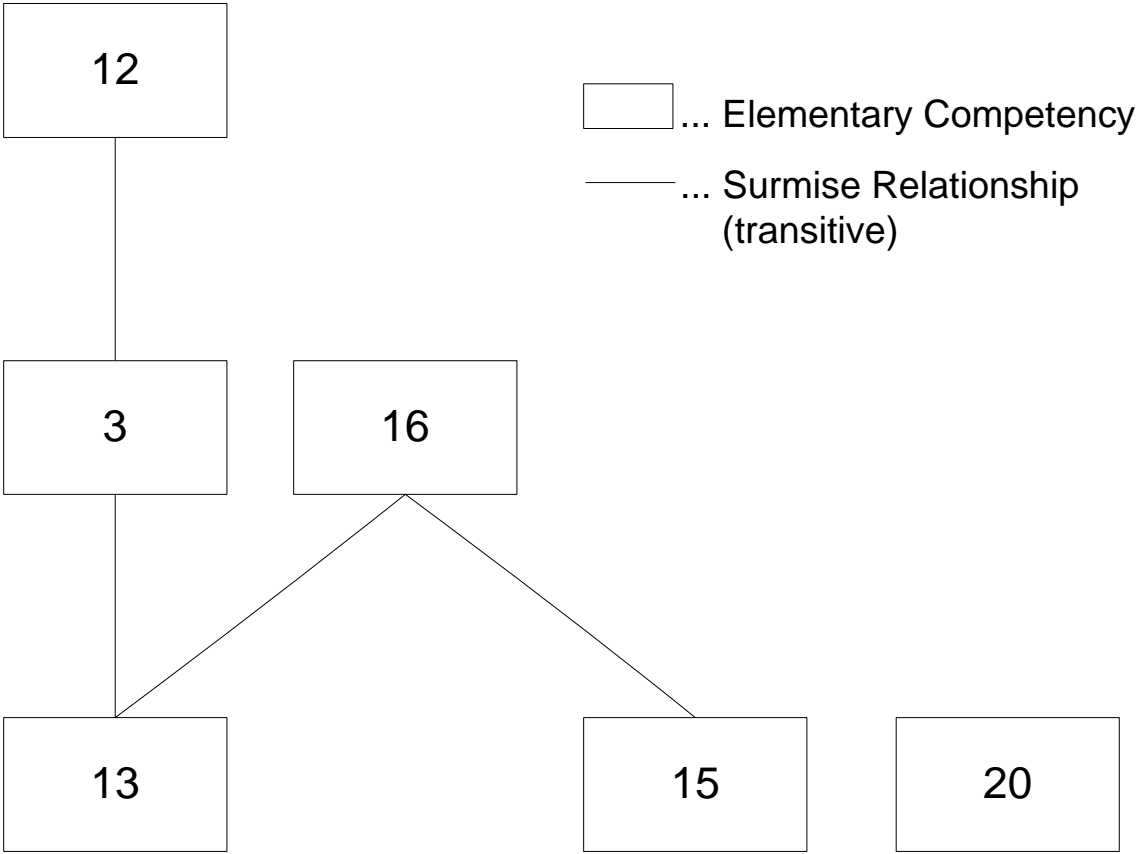 12
... Elementary Competency
... Surmise Relationship
(transitive)
3
16
13
15
20